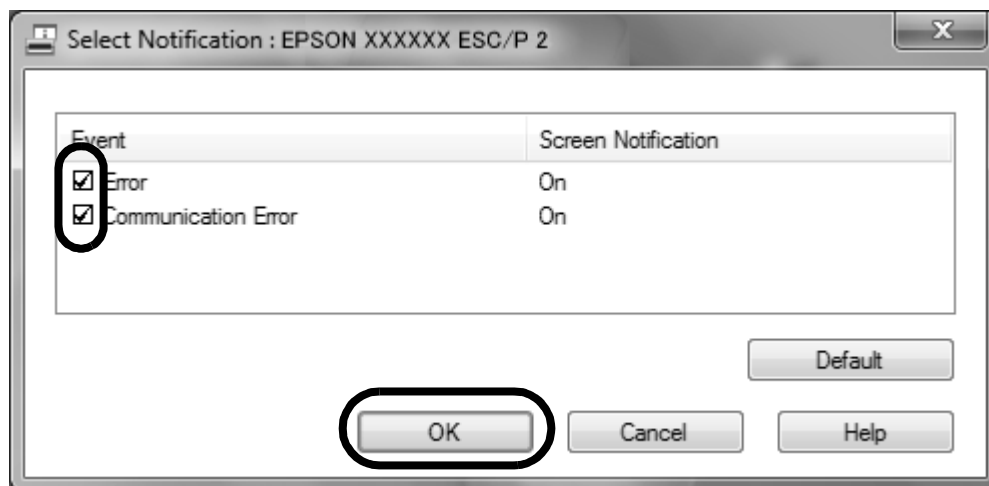 Select Notification : EPSON XXXXXX ESC/P 2
Event Screen Notification
Error On
Communication Error On
Default
OK Cancel Help